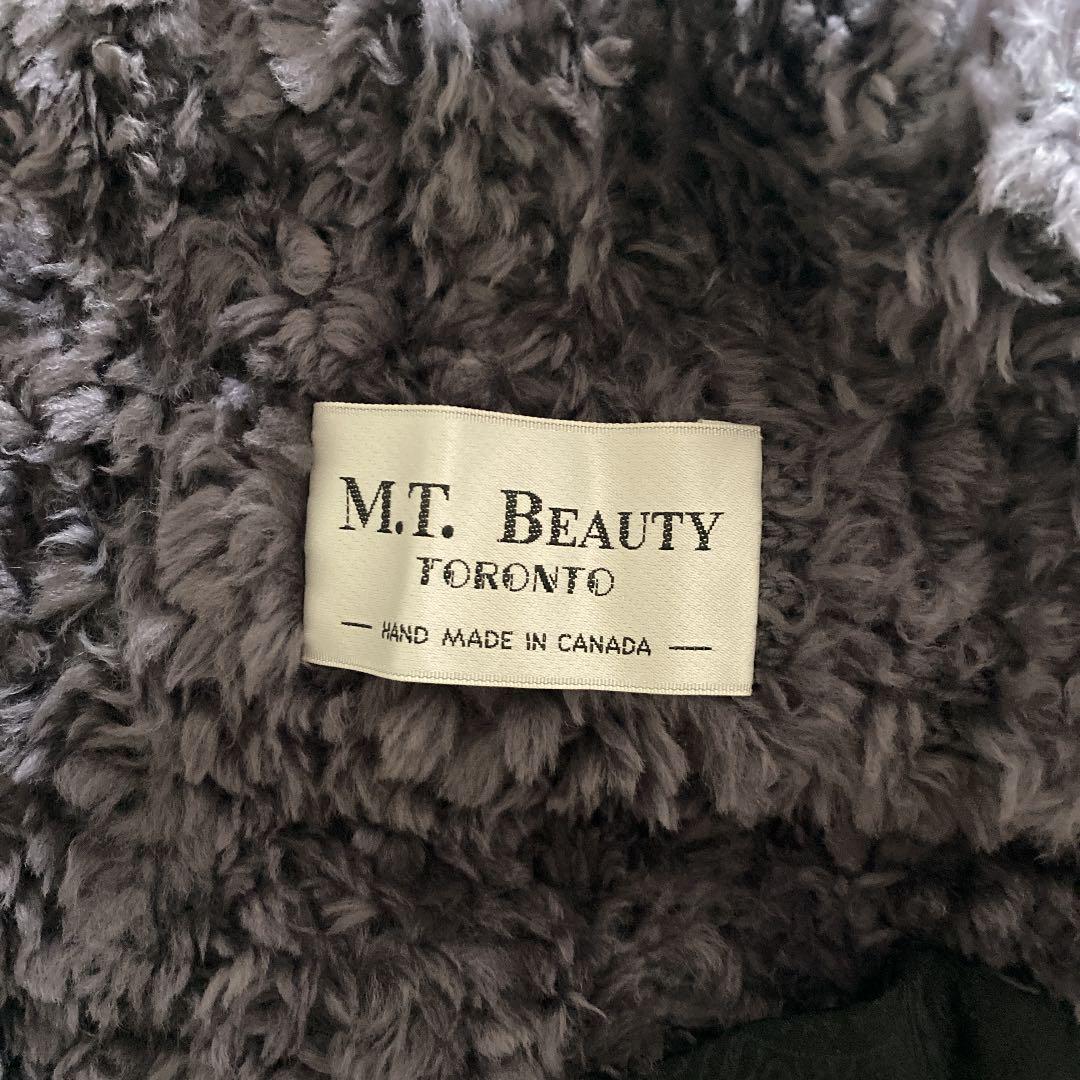 M.T. BEAUTY
TORONTO
— HAND MADE IN CANADA —